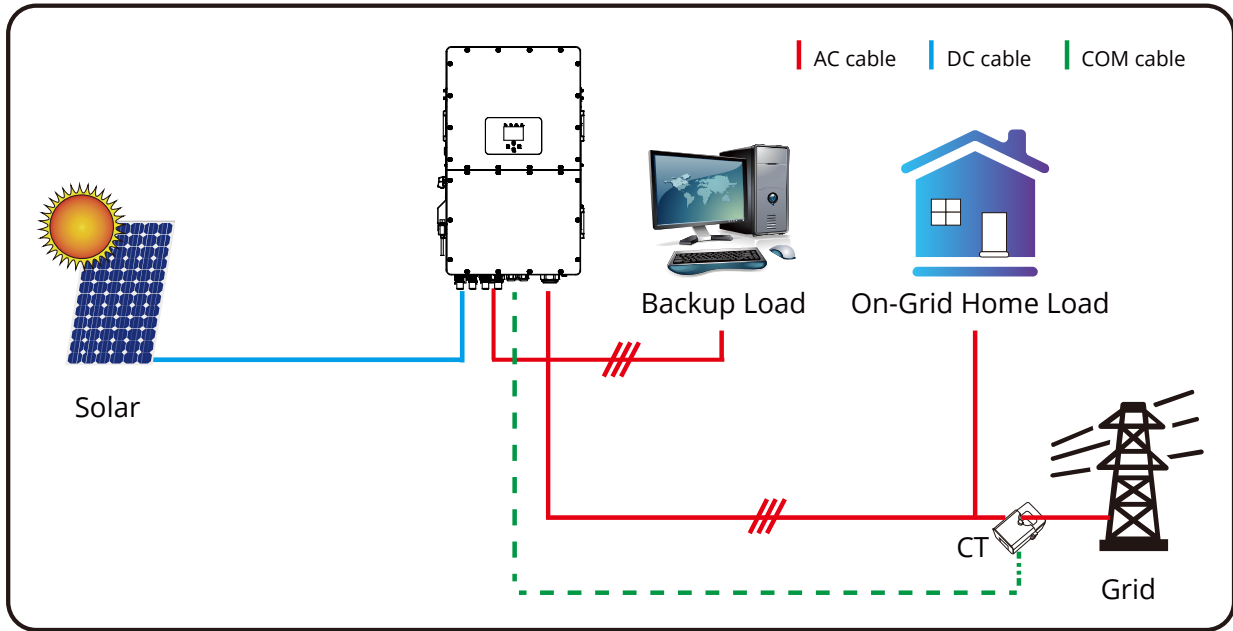 AC cable
DC cable
COM cable
Backup Load
On-Grid Home Load
Solar
CT
Grid